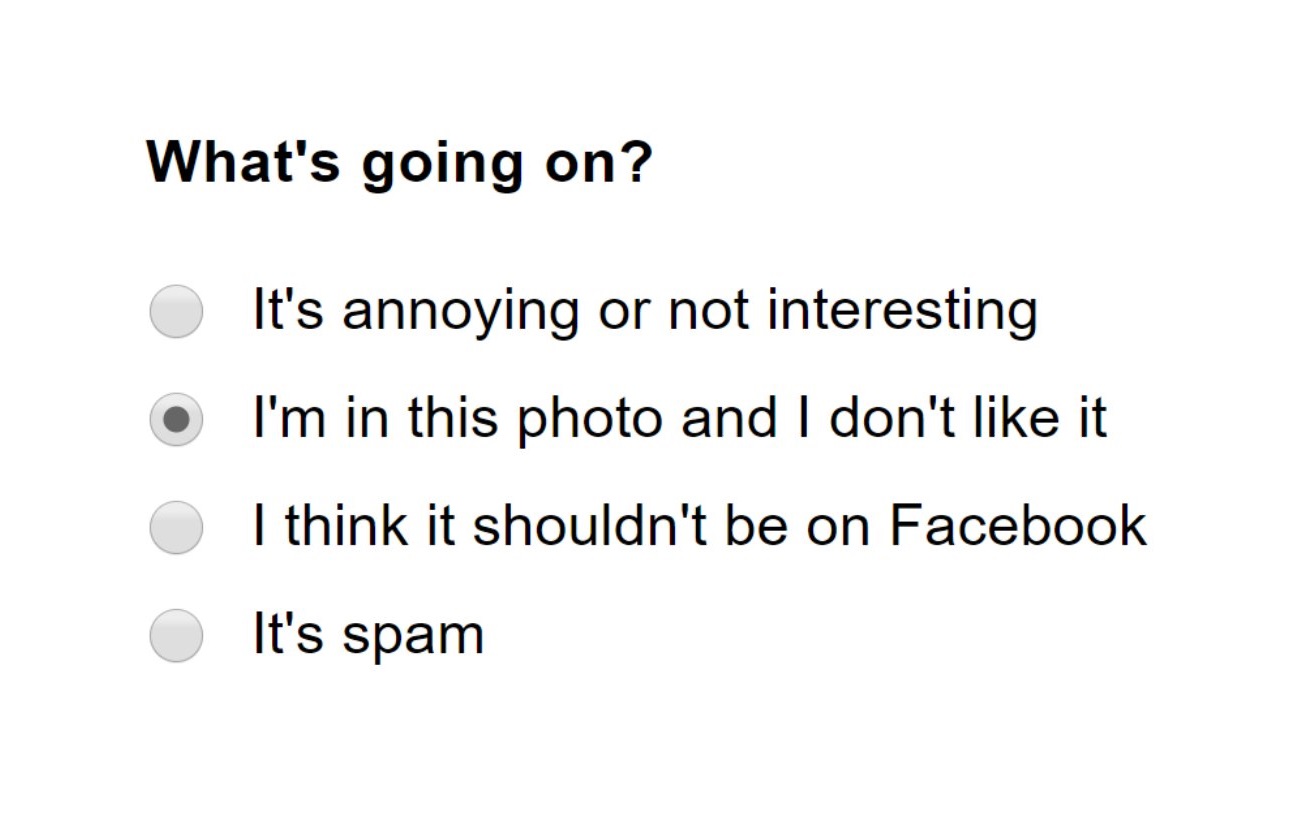 What's going on?
It's annoying or not interesting
I'm in this photo and I don't like it
I think it shouldn't be on Facebook
It's spam